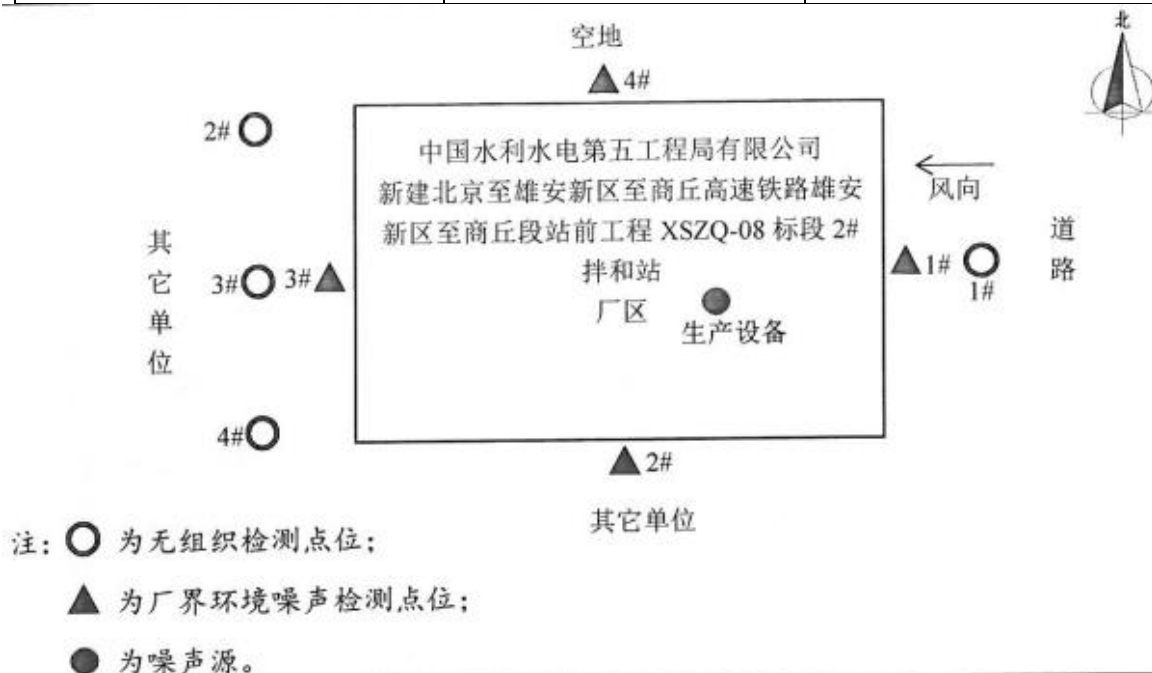 北
空地
4#
2#
中国水利水电第五工程局有限公司
新建北京至雄安新区至商丘高速铁路雄安
新区至商丘段站前工程 XSZQ-08 标段 2#
拌和站
厂区
风向
道路
其它单位
3#
3#
1#
1#
生产设备
4#
2#
其它单位
注：为无组织检测点位；
为厂界环境噪声检测点位；
为噪声源。